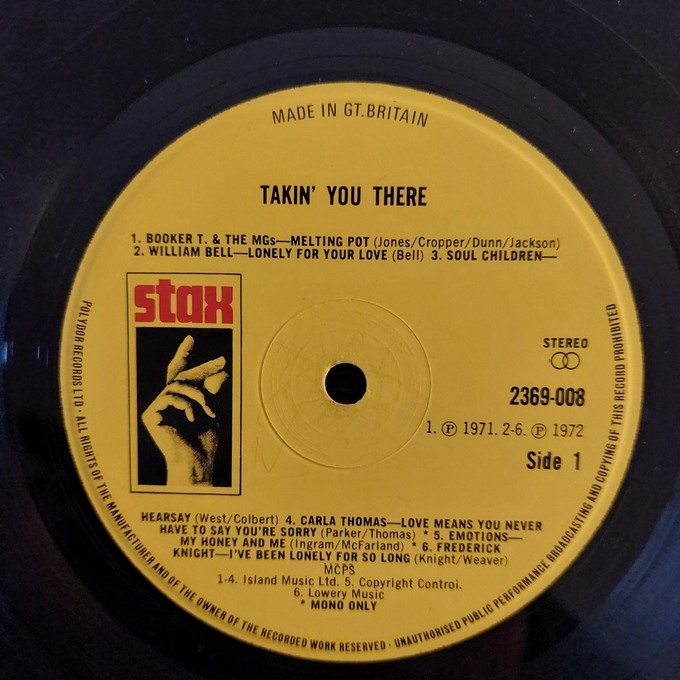 MADE IN GT.BRITAIN
TAKIN' YOU THERE
1. BOOKER T. & THE MGs—MELTING POT (Jones/Cropper/Dunn/Jackson)
2. WILLIAM BELL—LONELY FOR YOUR LOVE (Bell) 3. SOUL CHILDREN—
stax
STEREO
2369-008
1. ℗ 1971. 2-6. ℗ 1972
Side 1
HEARSAY (West/Colbert) 4. CARLA THOMAS—LOVE MEANS YOU NEVER
HAVE TO SAY YOU'RE SORRY (Parker/Thomas) * 5. EMOTIONS—
MY HONEY AND ME (Ingram/McFarland) * 6. FREDERICK
KNIGHT—I'VE BEEN LONELY FOR SO LONG (Knight/Weaver)
MCPS
1-4. Island Music Ltd. 5. Copyright Control.
6. Lowery Music
* MONO ONLY
POLYDOR RECORDS LTD · ALL RIGHTS OF THE MANUFACTURER AND OF THE OWNER OF THE RECORDED WORK RESERVED · UNAUTHORISED PUBLIC PERFORMANCE BROADCASTING AND COPYING OF THIS RECORD PROHIBITED